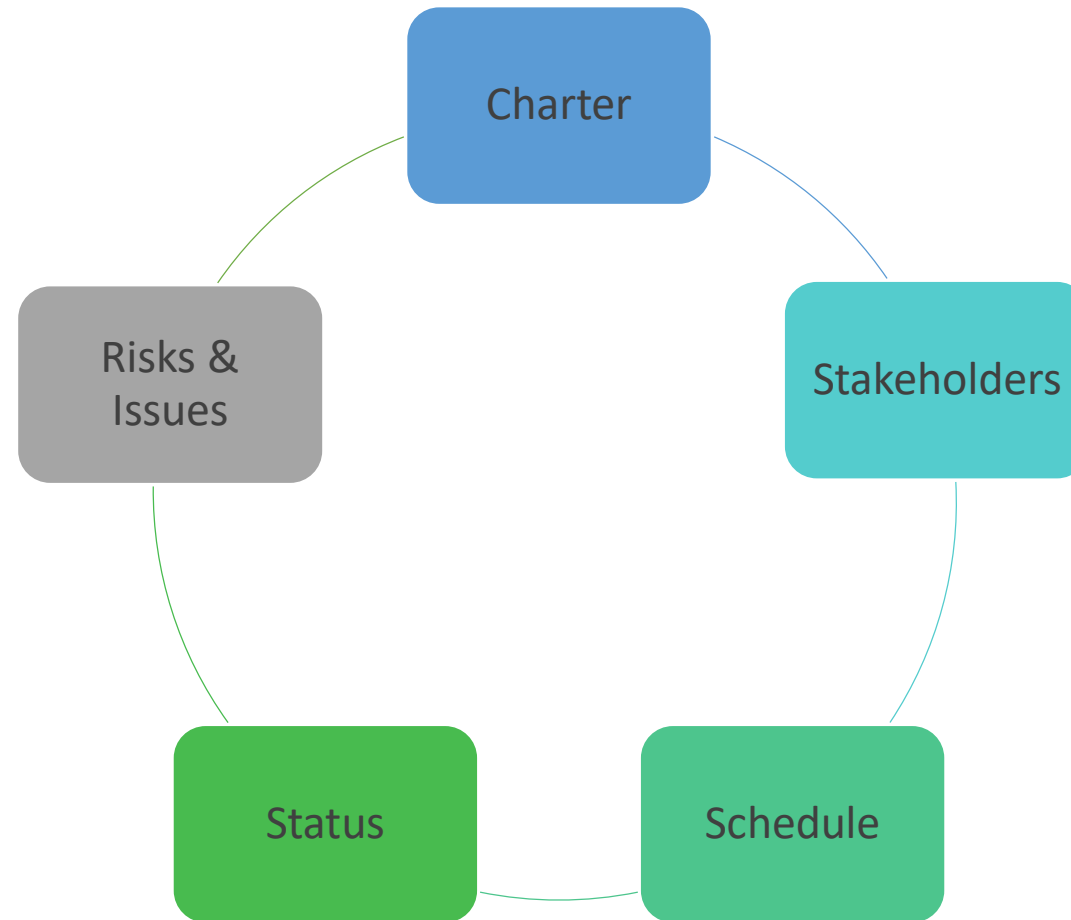 Charter
Stakeholders
Schedule
Status
Risks &
Issues